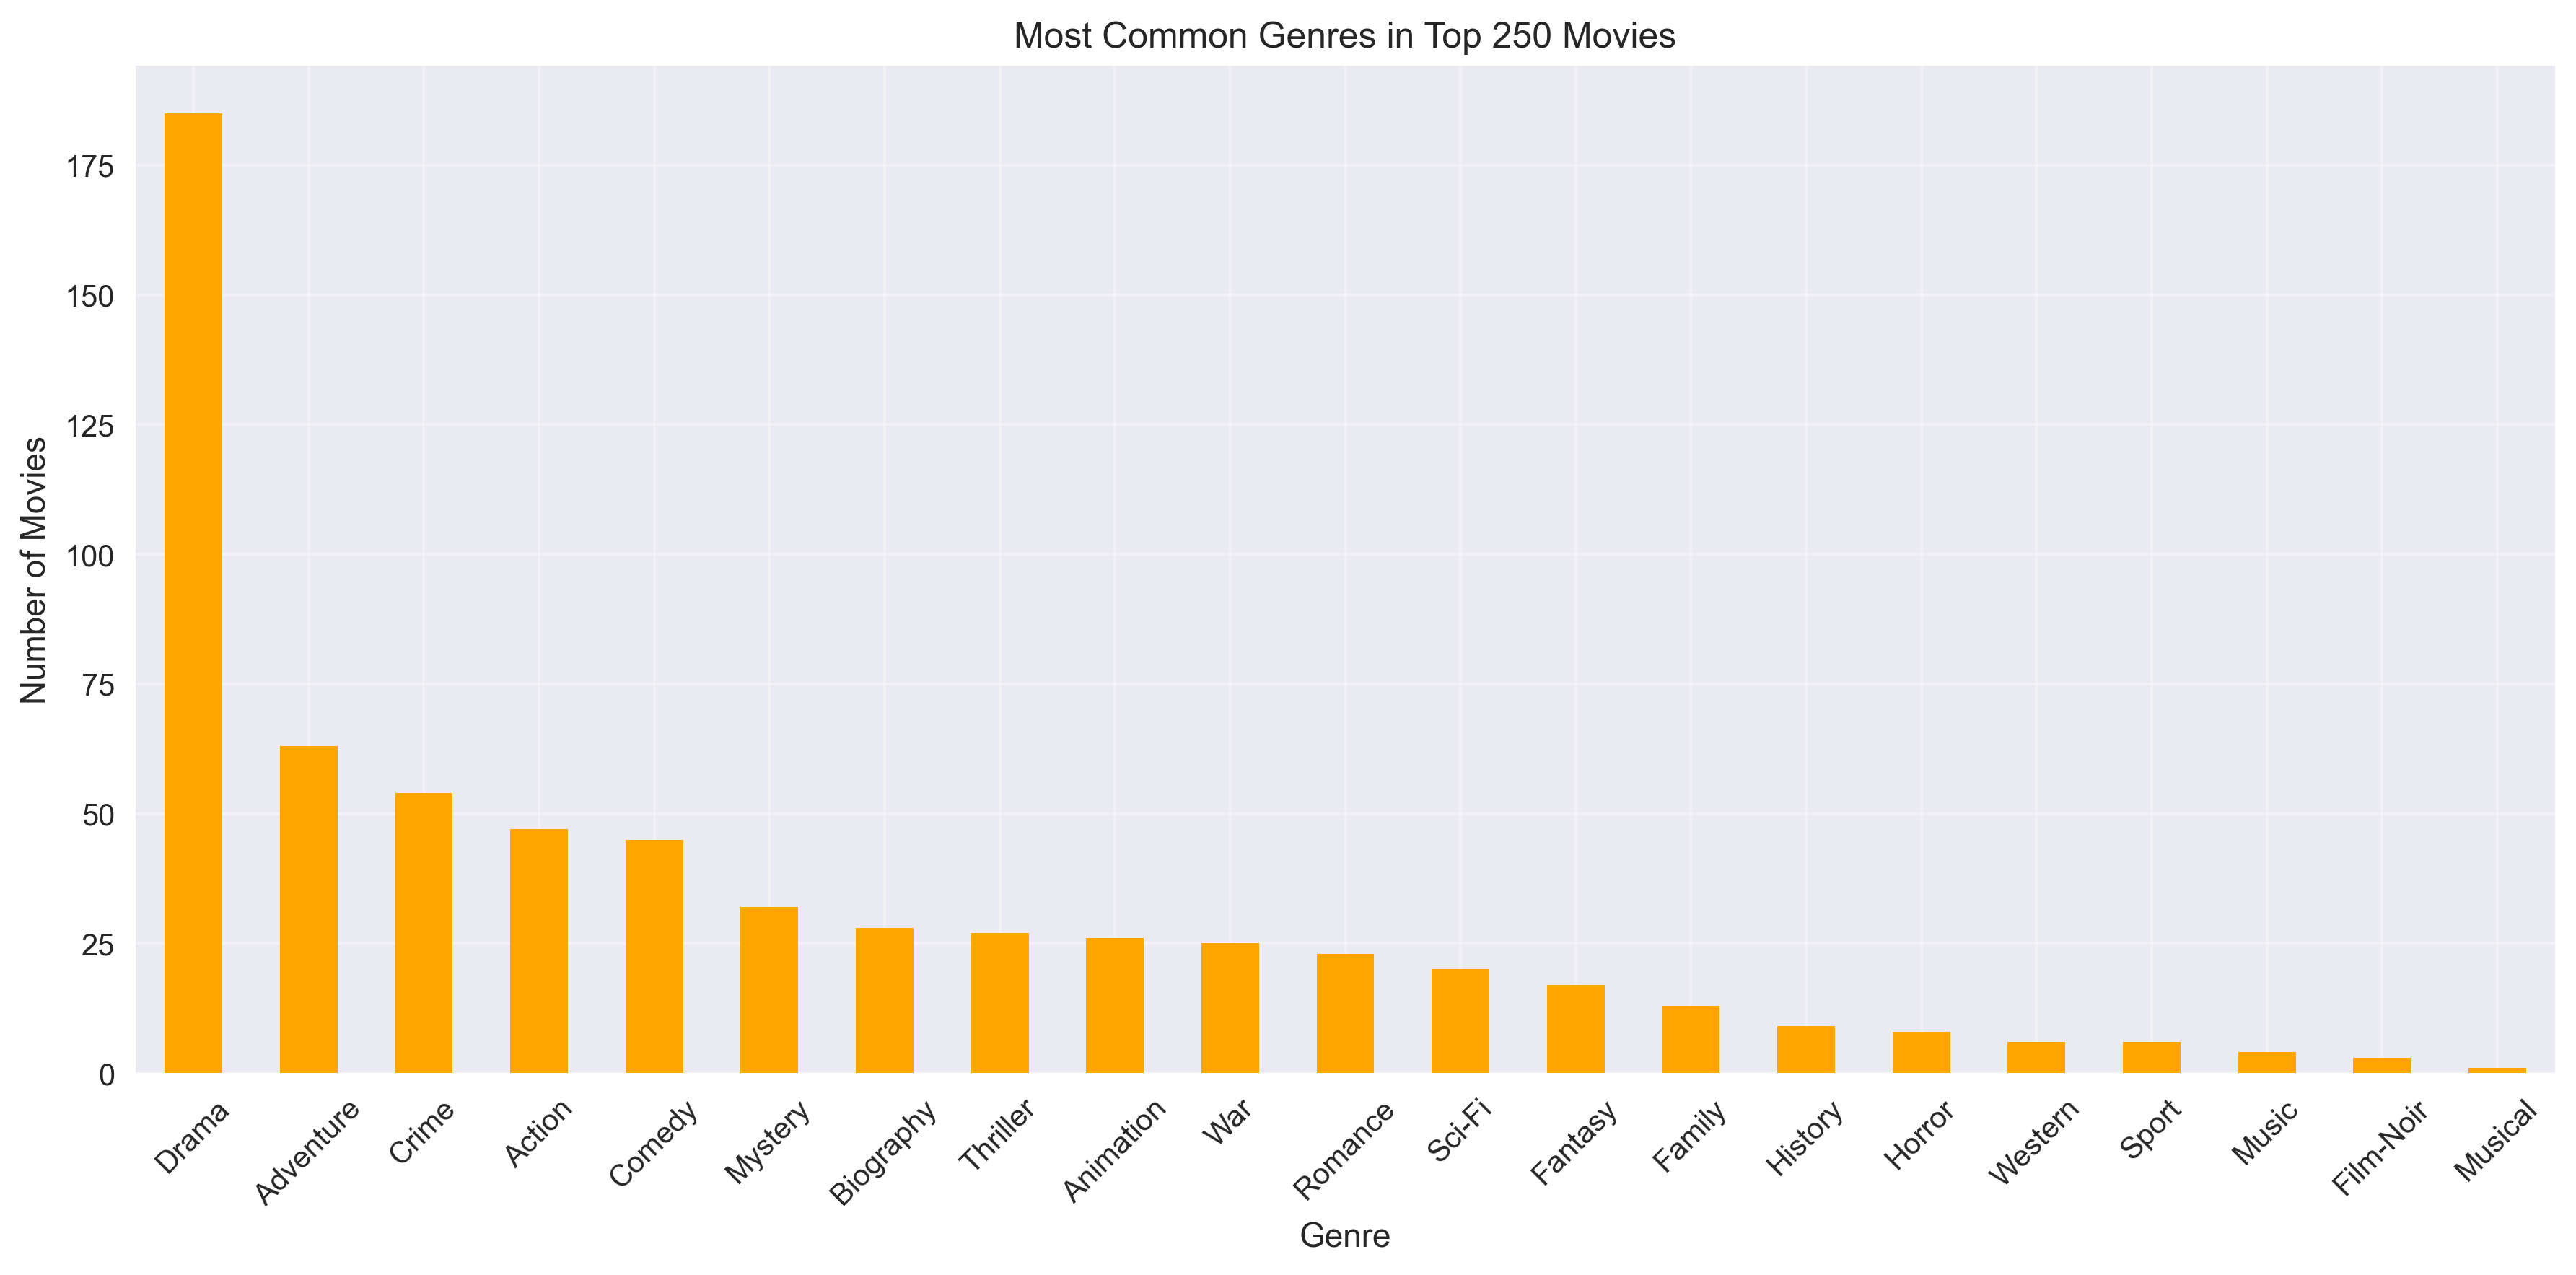 Most Common Genres in Top 250 Movies
Number of Movies
175
150
125
100
75
50
25
0
Drama
Adventure
Crime
Action
Comedy
Mystery
Biography
Thriller
Animation
War
Romance
Sci-Fi
Fantasy
Family
History
Horror
Western
Sport
Music
Film-Noir
Musical
Genre